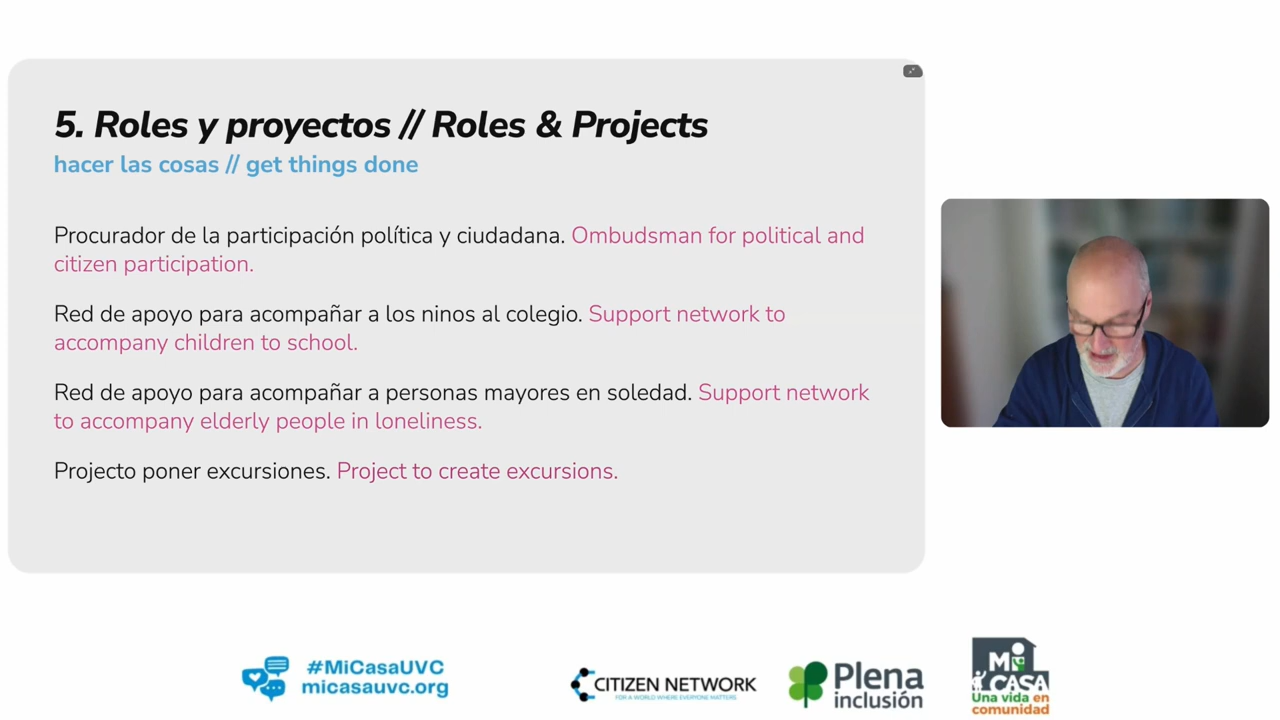 5. Roles y proyectos // Roles & Projects
hacer las cosas // get things done
Procurador de la participación política y ciudadana. Ombudsman for political and
citizen participation.
Red de apoyo para acompañar a los ninos al colegio. Support network to
accompany children to school.
Red de apoyo para acompañar a personas mayores en soledad. Support network
to accompany elderly people in loneliness.
Projecto poner excursiones. Project to create excursions.
#MiCasaUVC
micasauvc.org
CITIZEN NETWORK
FOR A WORLD WHERE EVERYONE MATTERS
Plena
inclusión
Mi
CASA
Una vida en
comunidad